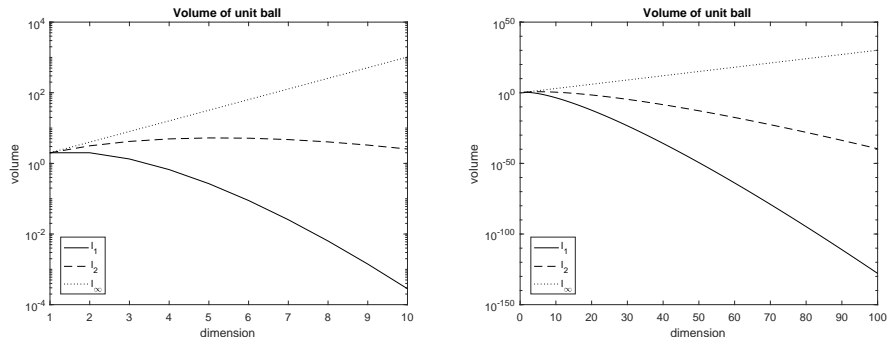 Volume of unit ball
10^4
10^2
10^0
10^-2
10^-4
volume
l_1
l_2
l_∞
1 2 3 4 5 6 7 8 9 10
dimension
Volume of unit ball
10^50
10^0
10^-50
10^-100
10^-150
volume
l_1
l_2
l_∞
0 10 20 30 40 50 60 70 80 90 100
dimension